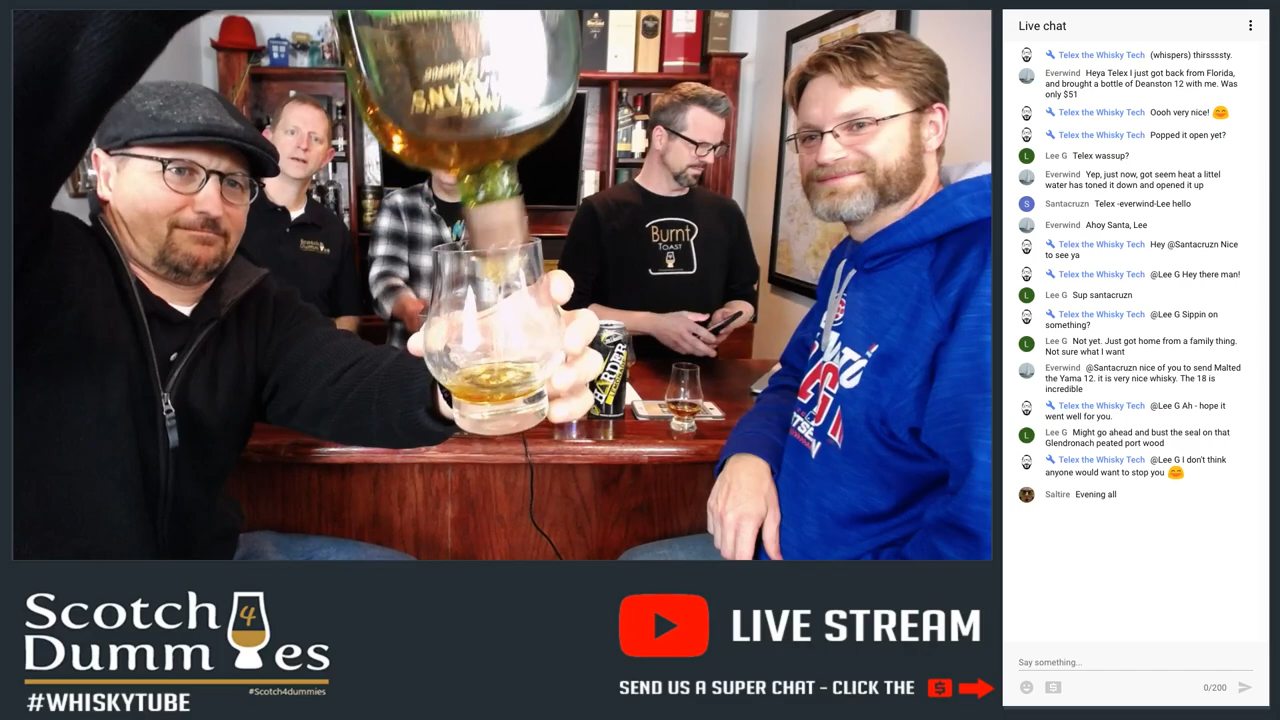 Burnt
TOAST
HARDER
Scotch 4
Dummies
#Scotch4dummies
#WHISKYTUBE
LIVE STREAM
SEND US A SUPER CHAT - CLICK THE $
Live chat
Telex the Whisky Tech (whispers) thirsssssty.
Everwind Heya Telex I just got back from Florida,
and brought a bottle of Deanston 12 with me. Was
only $51
Telex the Whisky Tech Oooh very nice!
Telex the Whisky Tech Popped it open yet?
L Lee G Telex wassup?
Everwind Yep, just now, got seem heat a littel
water has toned it down and opened it up
S Santacruzn Telex -everwind-Lee hello
Everwind Ahoy Santa, Lee
Telex the Whisky Tech Hey @Santacruzn Nice
to see ya
Telex the Whisky Tech @Lee G Hey there man!
L Lee G Sup santacruzn
Telex the Whisky Tech @Lee G Sippin on
something?
L Lee G Not yet. Just got home from a family thing.
Not sure what I want
Everwind @Santacruzn nice of you to send Malted
the Yama 12. it is very nice whisky. The 18 is
incredible
Telex the Whisky Tech @Lee G Ah - hope it
went well for you.
L Lee G Might go ahead and bust the seal on that
Glendronach peated port wood
Telex the Whisky Tech @Lee G I don't think
anyone would want to stop you
Saltire Evening all
Say something...
0/200